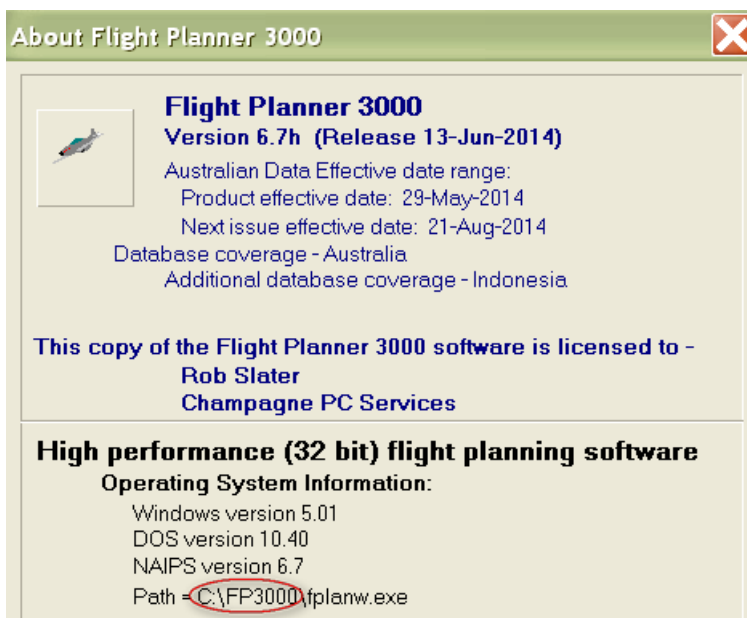 About Flight Planner 3000
Flight Planner 3000
Version 6.7h (Release 13-Jun-2014)
Australian Data Effective date range:
Product effective date: 29-May-2014
Next issue effective date: 21-Aug-2014
Database coverage - Australia
Additional database coverage - Indonesia
This copy of the Flight Planner 3000 software is licensed to -
Rob Slater
Champagne PC Services
High performance (32 bit) flight planning software
Operating System Information:
Windows version 5.01
DOS version 10.40
NAIPS version 6.7
Path = C:\FP3000\fplanw.exe